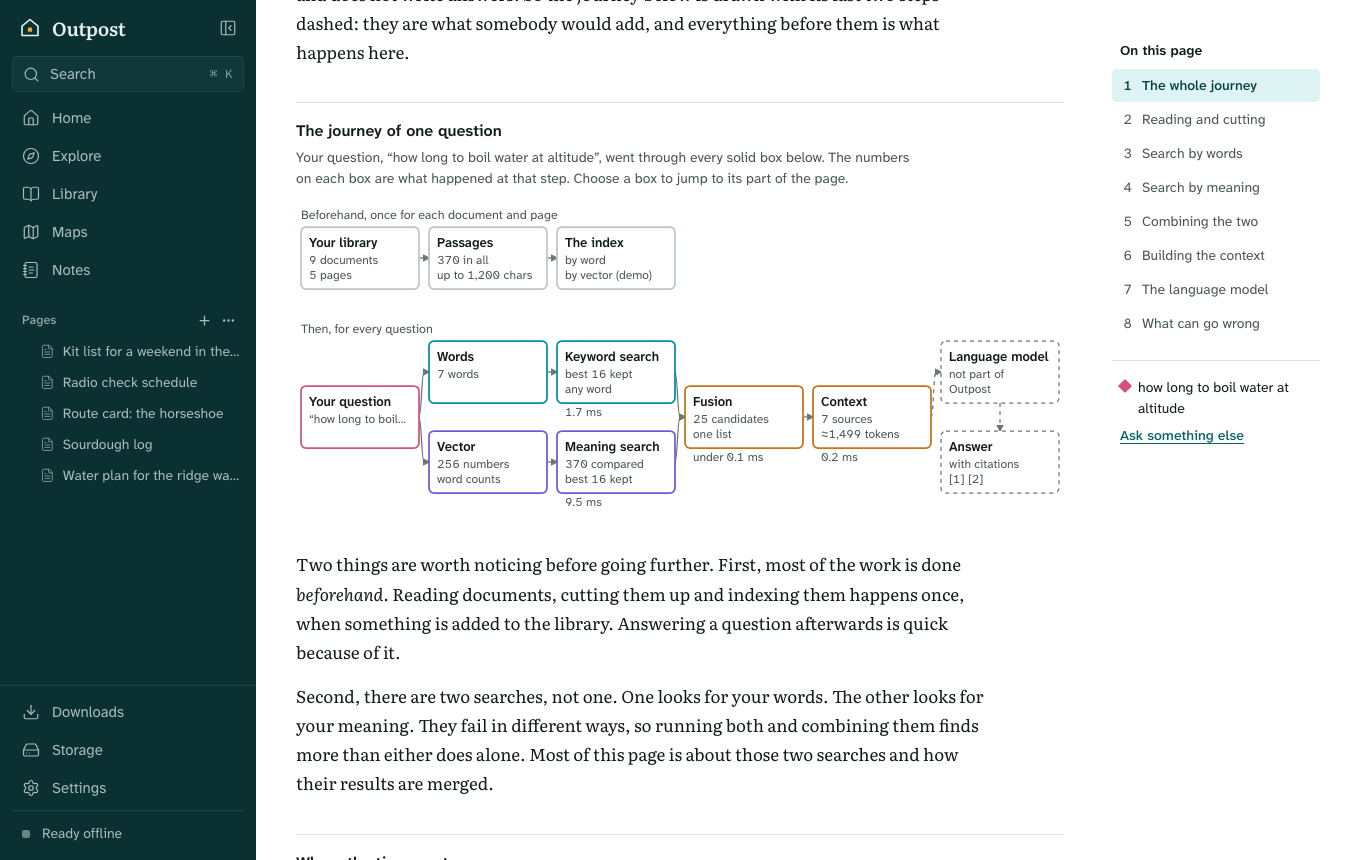 Outpost
Search ⌘ K
Home
Explore
Library
Maps
Notes
Pages
Kit list for a weekend in the...
Radio check schedule
Route card: the horseshoe
Sourdough log
Water plan for the ridge wa...
Downloads
Storage
Settings
Ready offline
dashed: they are what somebody would add, and everything before them is what
happens here.
The journey of one question
Your question, “how long to boil water at altitude”, went through every solid box below. The numbers
on each box are what happened at that step. Choose a box to jump to its part of the page.
Beforehand, once for each document and page
Your library
9 documents
5 pages
Passages
370 in all
up to 1,200 chars
The index
by word
by vector (demo)
Then, for every question
Your question
“how long to boil...
Words
7 words
Keyword search
best 16 kept
any word
1.7 ms
Vector
256 numbers
word counts
Meaning search
370 compared
best 16 kept
9.5 ms
Fusion
25 candidates
one list
under 0.1 ms
Context
7 sources
≈1,499 tokens
0.2 ms
Language model
not part of
Outpost
Answer
with citations
[1] [2]
Two things are worth noticing before going further. First, most of the work is done
beforehand. Reading documents, cutting them up and indexing them happens once,
when something is added to the library. Answering a question afterwards is quick
because of it.
Second, there are two searches, not one. One looks for your words. The other looks for
your meaning. They fail in different ways, so running both and combining them finds
more than either does alone. Most of this page is about those two searches and how
their results are merged.
On this page
1 The whole journey
2 Reading and cutting
3 Search by words
4 Search by meaning
5 Combining the two
6 Building the context
7 The language model
8 What can go wrong
how long to boil water at
altitude
Ask something else